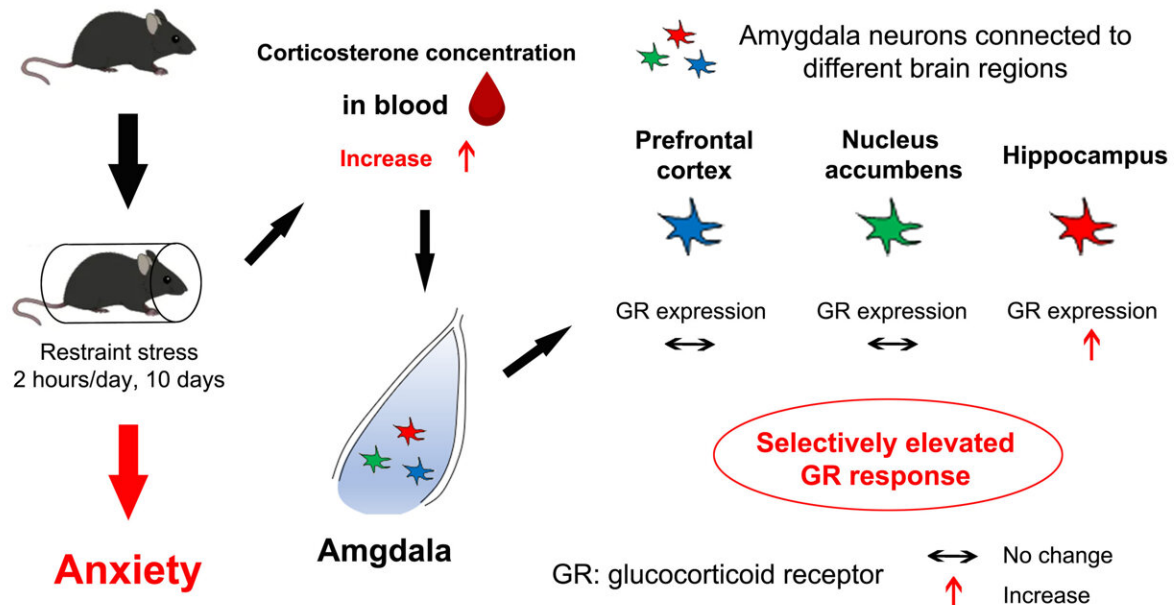 Corticosterone concentration
in blood
Increase
Restraint stress
2 hours/day, 10 days
Anxiety
Amgdala
Amygdala neurons connected to
different brain regions
Prefrontal
cortex
Nucleus
accumbens
Hippocampus
GR expression
GR expression
GR expression
Selectively elevated
GR response
GR: glucocorticoid receptor
No change
Increase